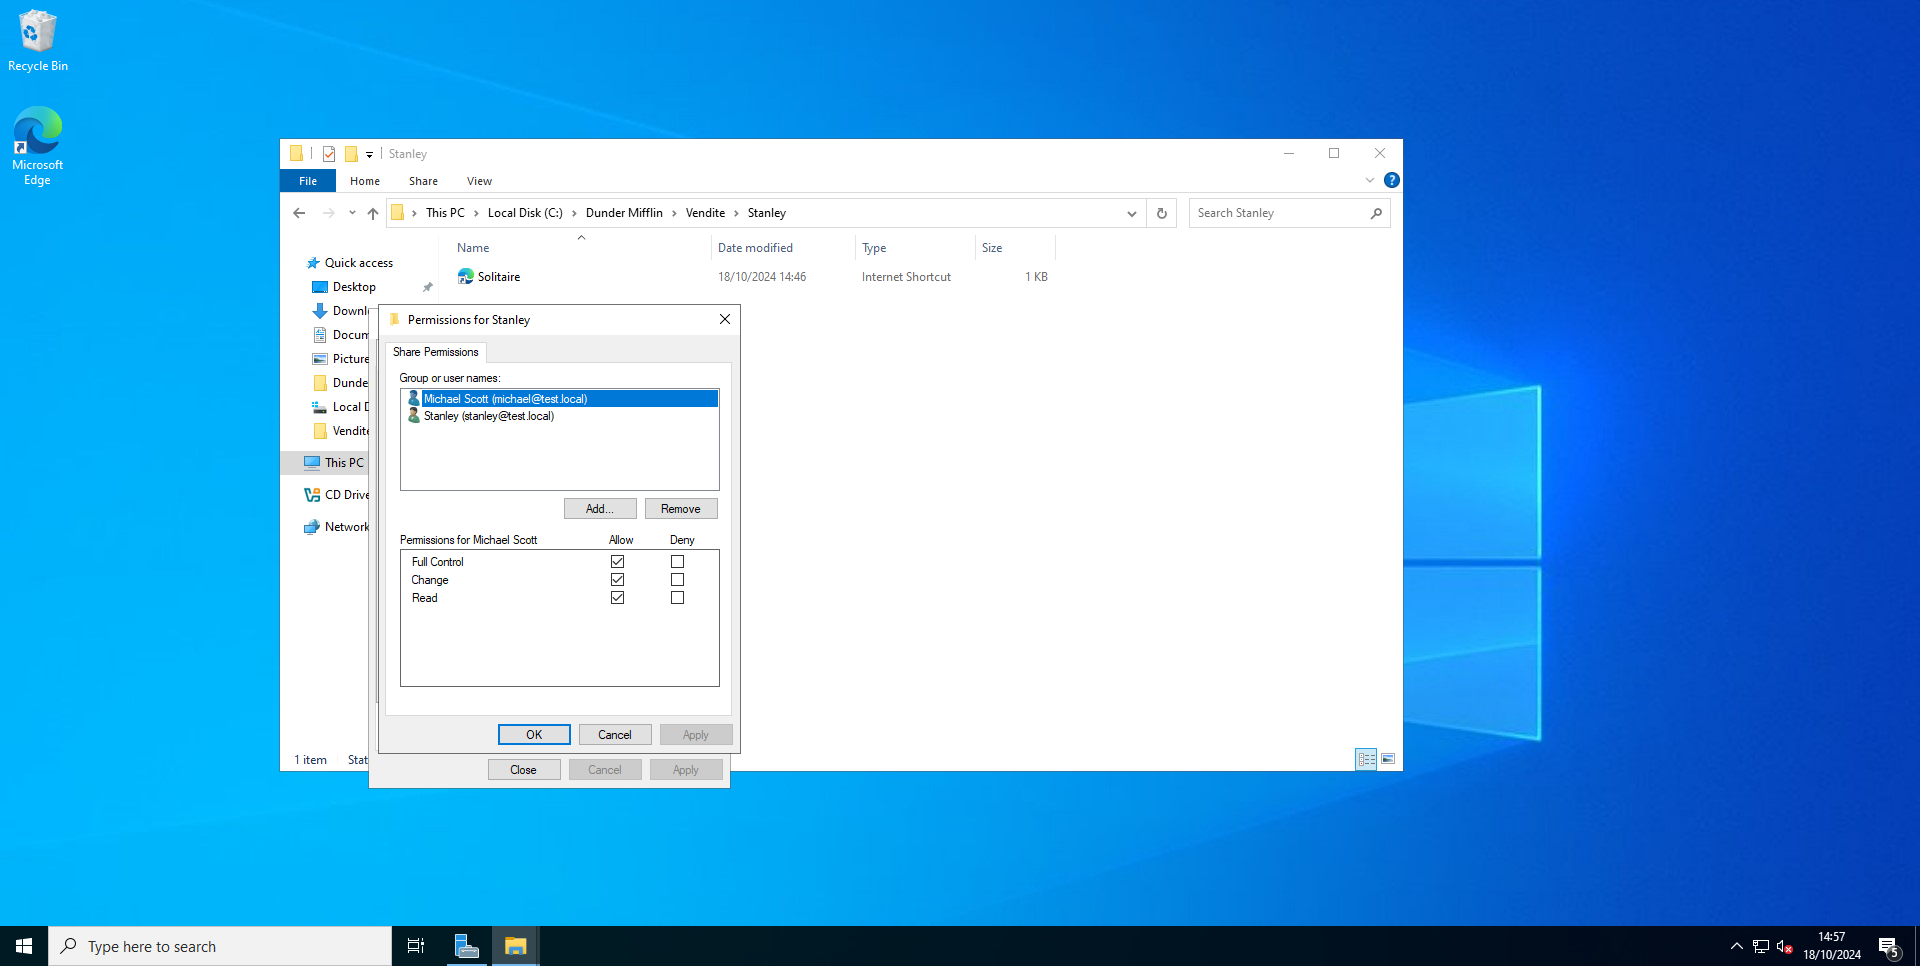 Recycle Bin
Microsoft
Edge
Stanley
File
Home
Share
View
This PC
Local Disk (C:)
Dunder Mifflin
Vendite
Stanley
Search Stanley
Name
Date modified
Type
Size
Solitaire
18/10/2024 14:46
Internet Shortcut
1 KB
Quick access
Desktop
Downl
Docum
Picture
Dunde
Local D
Vendite
This PC
CD Drive
Network
1 item
Stat
Permissions for Stanley
Share Permissions
Group or user names:
Michael Scott (michael@test.local)
Stanley (stanley@test.local)
Add...
Remove
Permissions for Michael Scott
Allow
Deny
Full Control
Change
Read
OK
Cancel
Apply
Close
Cancel
Apply
Type here to search
14:57
18/10/2024
5